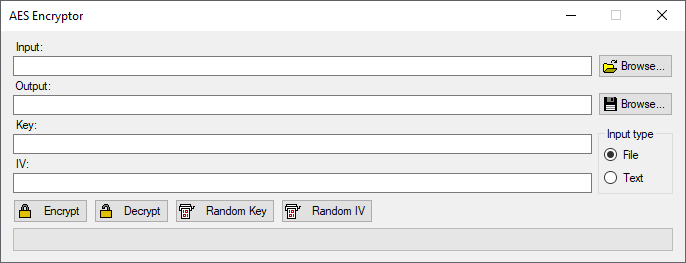 AES Encryptor
Input:
Browse...
Output:
Browse...
Key:
Input type
File
IV:
Text
Encrypt
Decrypt
Random Key
Random IV